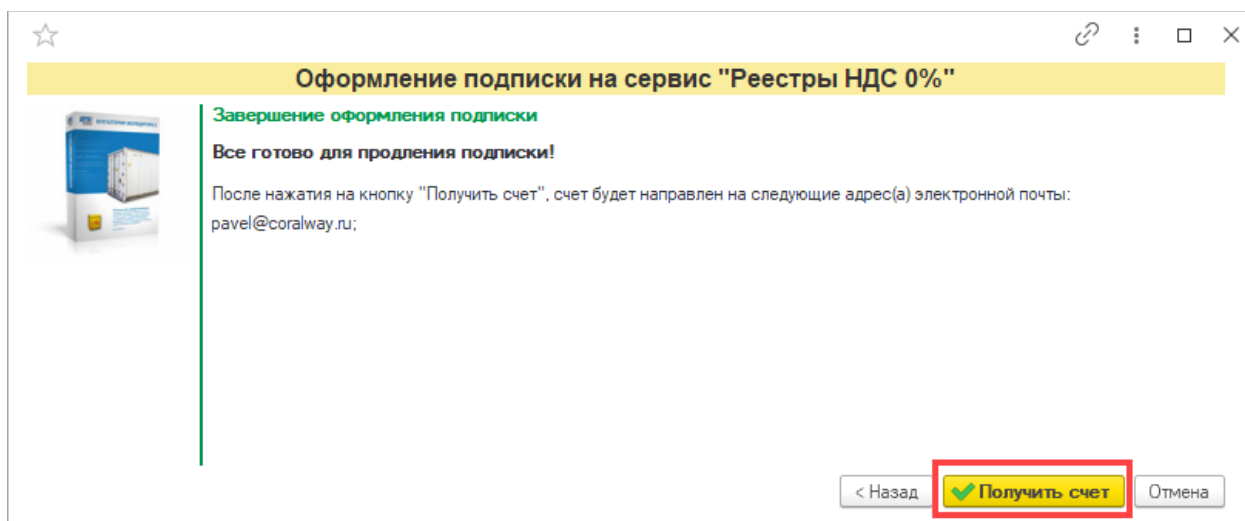 Оформление подписки на сервис "Реестры НДС 0%"
Завершение оформления подписки
Все готово для продления подписки!
После нажатия на кнопку "Получить счет", счет будет направлен на следующие адрес(а) электронной почты:
pavel@coralway.ru;
< Назад
Получить счет
Отмена